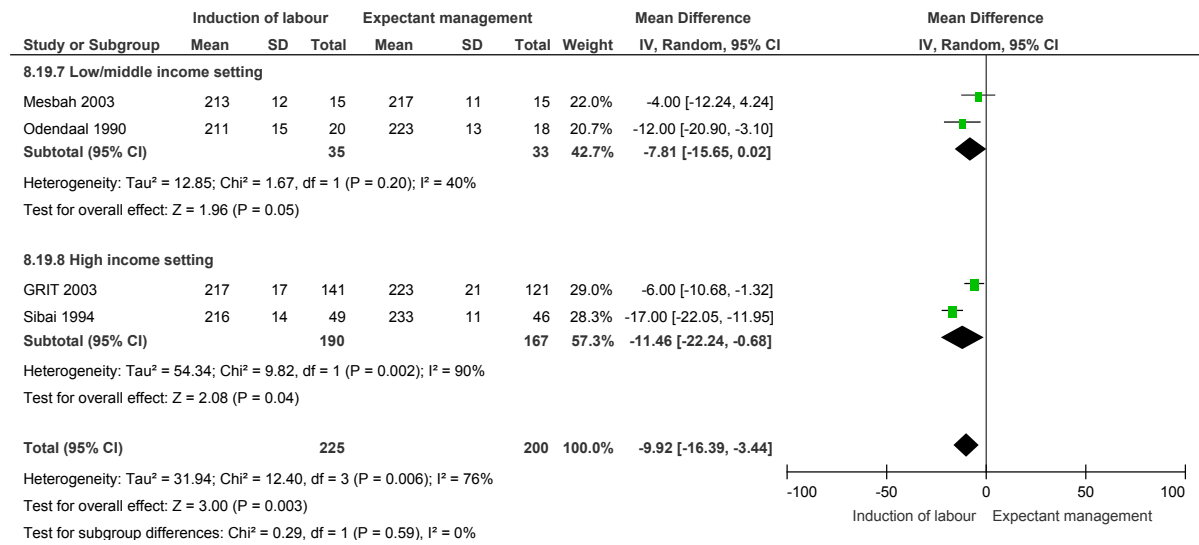 Induction of labour Expectant management Mean Difference Mean Difference
Study or Subgroup Mean SD Total Mean SD Total Weight IV, Random, 95% CI IV, Random, 95% CI
8.19.7 Low/middle income setting
Mesbah 2003 213 12 15 217 11 15 22.0% -4.00 [-12.24, 4.24]
Odendaal 1990 211 15 20 223 13 18 20.7% -12.00 [-20.90, -3.10]
Subtotal (95% CI) 35 33 42.7% -7.81 [-15.65, 0.02]
Heterogeneity: Tau² = 12.85; Chi² = 1.67, df = 1 (P = 0.20); I² = 40%
Test for overall effect: Z = 1.96 (P = 0.05)
8.19.8 High income setting
GRIT 2003 217 17 141 223 21 121 29.0% -6.00 [-10.68, -1.32]
Sibai 1994 216 14 49 233 11 46 28.3% -17.00 [-22.05, -11.95]
Subtotal (95% CI) 190 167 57.3% -11.46 [-22.24, -0.68]
Heterogeneity: Tau² = 54.34; Chi² = 9.82, df = 1 (P = 0.002); I² = 90%
Test for overall effect: Z = 2.08 (P = 0.04)
Total (95% CI) 225 200 100.0% -9.92 [-16.39, -3.44]
Heterogeneity: Tau² = 31.94; Chi² = 12.40, df = 3 (P = 0.006); I² = 76%
Test for overall effect: Z = 3.00 (P = 0.003)
Test for subgroup differences: Chi² = 0.29, df = 1 (P = 0.59), I² = 0%
-100 -50 0 50 100
Induction of labour Expectant management